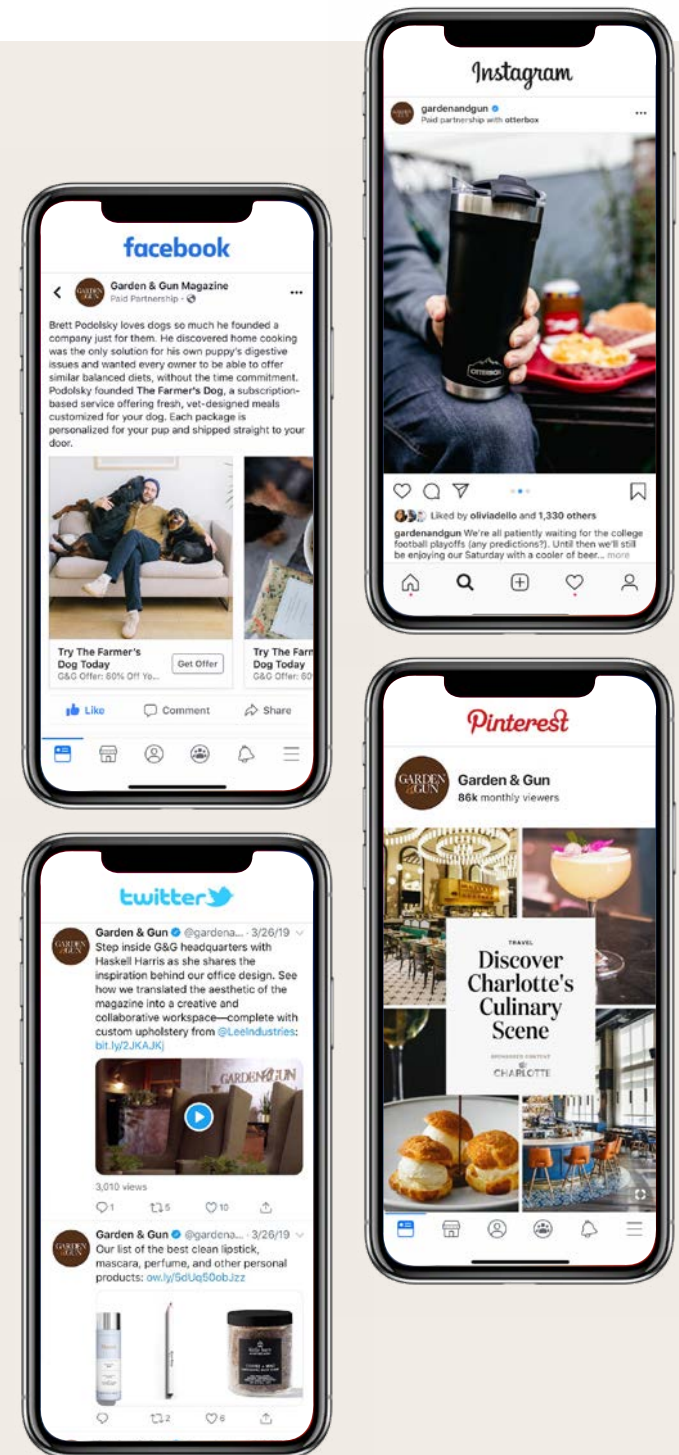 facebook
GARDEN
&GUN
Garden & Gun Magazine
Paid Partnership ·
Brett Podolsky loves dogs so much he founded a
company just for them. He discovered home cooking
was the only solution for his own puppy's digestive
issues and wanted every owner to be able to offer
similar balanced diets, without the time commitment.
Podolsky founded The Farmer's Dog, a subscription-
based service offering fresh, vet-designed meals
customized for your dog. Each package is
personalized for your pup and shipped straight to your
door.
Try The Farmer's
Dog Today
G&G Offer: 60% Off Yo...
Get Offer
Try The Farm
Dog Today
G&G Offer: 60
Like
Comment
Share
Instagram
gardenandgun
Paid partnership with otterbox
OTTERBOX
Liked by oliviadello and 1,330 others
gardenandgun We're all patiently waiting for the college
football playoffs (any predictions?). Until then we'll still
be enjoying our Saturday with a cooler of beer... more
twitter
GARDEN
&GUN
Garden & Gun @gardena... · 3/26/19
Step inside G&G headquarters with
Haskell Harris as she shares the
inspiration behind our office design. See
how we translated the aesthetic of the
magazine into a creative and
collaborative workspace—complete with
custom upholstery from @LeeIndustries:
bit.ly/2JKAJKj
GARDEN&GUN
3,010 views
1
5
10
GARDEN
&GUN
Garden & Gun @gardena... · 3/26/19
Our list of the best clean lipstick,
mascara, perfume, and other personal
products: ow.ly/5dUq50obJzz
2
6
Pinterest
GARDEN
&GUN
Garden & Gun
86k monthly viewers
TRAVEL
Discover
Charlotte's
Culinary
Scene
SPONSORED CONTENT
CHARLOTTE